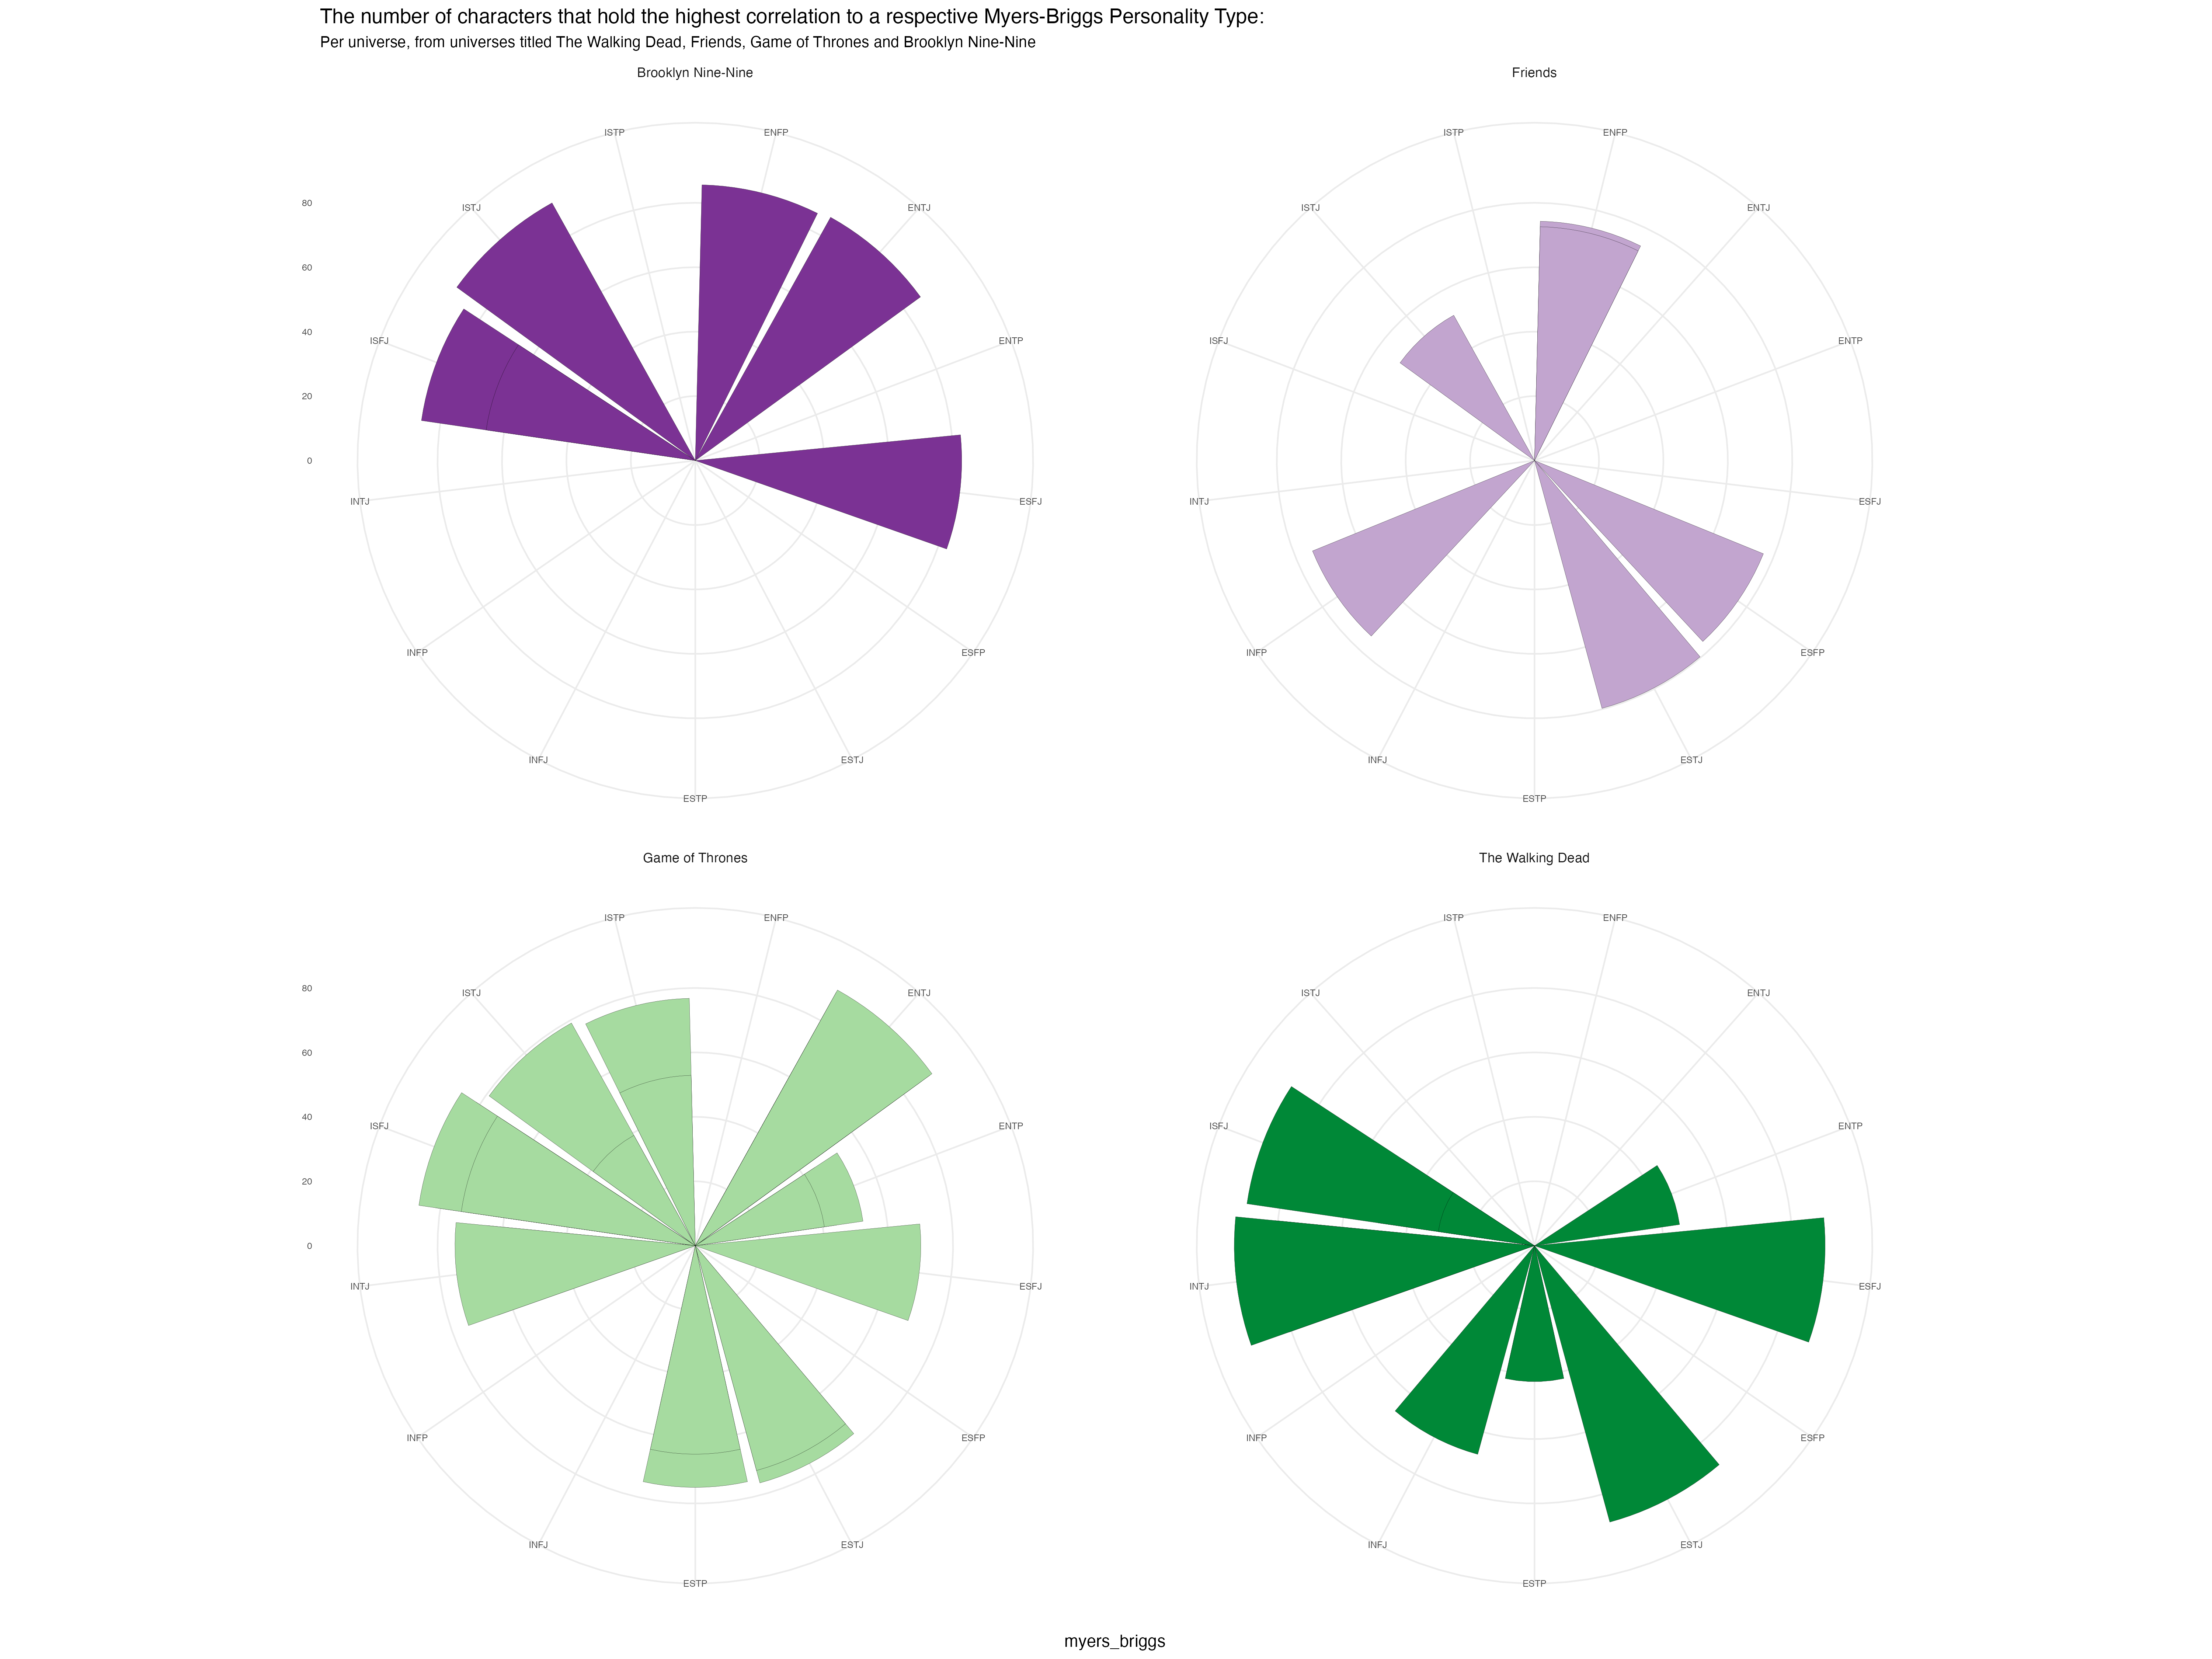 The number of characters that hold the highest correlation to a respective Myers-Briggs Personality Type:
Per universe, from universes titled The Walking Dead, Friends, Game of Thrones and Brooklyn Nine-Nine
Brooklyn Nine-Nine
ISTP
ENFP
ISTJ
ENTJ
80
60
ISFJ
ENTP
40
20
0
INTJ
ESFJ
INFP
ESFP
INFJ
ESTJ
ESTP
Friends
ISTP
ENFP
ISTJ
ENTJ
ISFJ
ENTP
INTJ
ESFJ
INFP
ESFP
INFJ
ESTJ
ESTP
Game of Thrones
ISTP
ENFP
ISTJ
ENTJ
80
60
40
ISFJ
ENTP
20
0
INTJ
ESFJ
INFP
ESFP
INFJ
ESTJ
ESTP
The Walking Dead
ISTP
ENFP
ISTJ
ENTJ
ISFJ
ENTP
INTJ
ESFJ
INFP
ESFP
INFJ
ESTJ
ESTP
myers_briggs